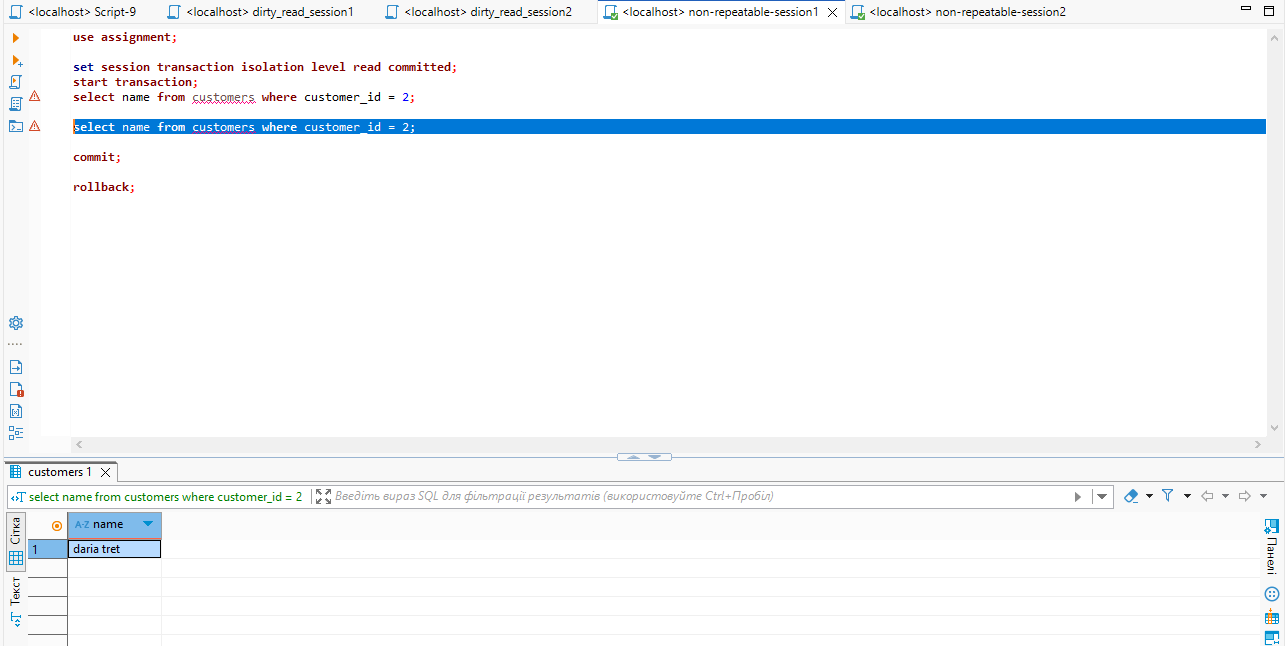 <localhost> Script-9
<localhost> dirty_read_session1
<localhost> dirty_read_session2
<localhost> non-repeatable-session1
<localhost> non-repeatable-session2
use assignment;
set session transaction isolation level read committed;
start transaction;
select name from customers where customer_id = 2;
select name from customers where customer_id = 2;
commit;
rollback;
customers 1
select name from customers where customer_id = 2
Введіть вираз SQL для фільтрації результатів (використовуйте Ctrl+Пробіл)
Сітка
Текст
A-Z name
1
daria tret
Панелі